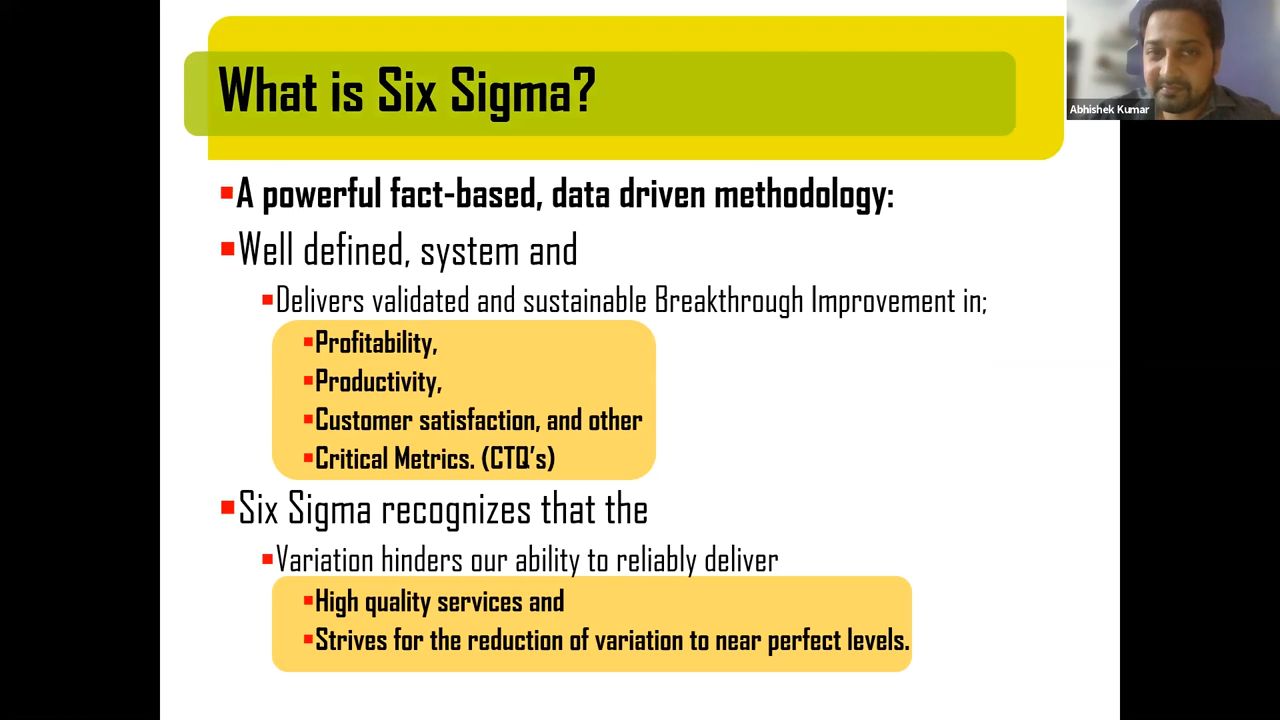 What is Six Sigma?
Abhishek Kumar
A powerful fact-based, data driven methodology:
Well defined, system and
Delivers validated and sustainable Breakthrough Improvement in;
Profitability,
Productivity,
Customer satisfaction, and other
Critical Metrics. (CTQ's)
Six Sigma recognizes that the
Variation hinders our ability to reliably deliver
High quality services and
Strives for the reduction of variation to near perfect levels.